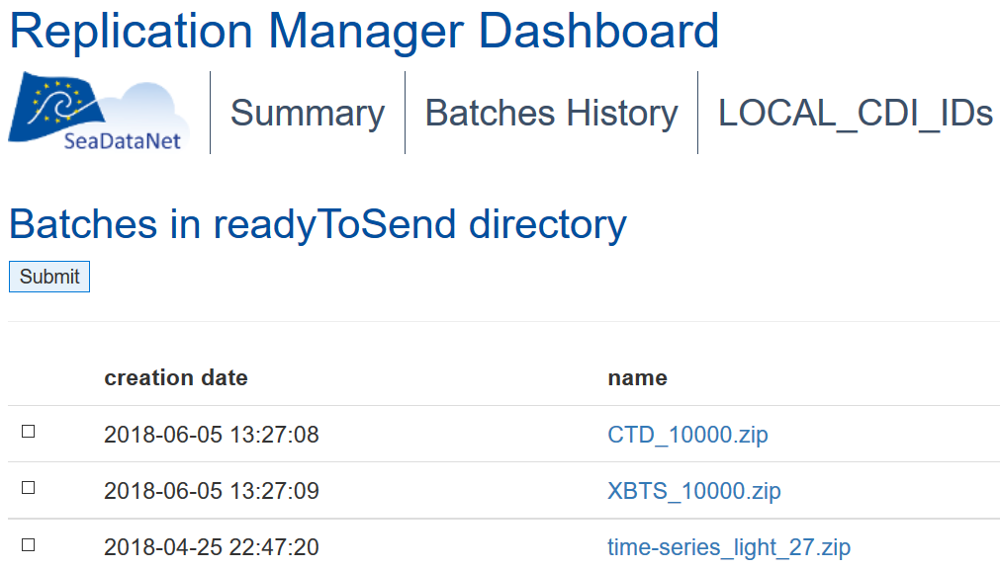 Replication Manager Dashboard
SeaDataNet
Summary Batches History LOCAL_CDI_IDs
Batches in readyToSend directory
Submit
creation date name
2018-06-05 13:27:08 CTD_10000.zip
2018-06-05 13:27:09 XBTS_10000.zip
2018-04-25 22:47:20 time-series_light_27.zip